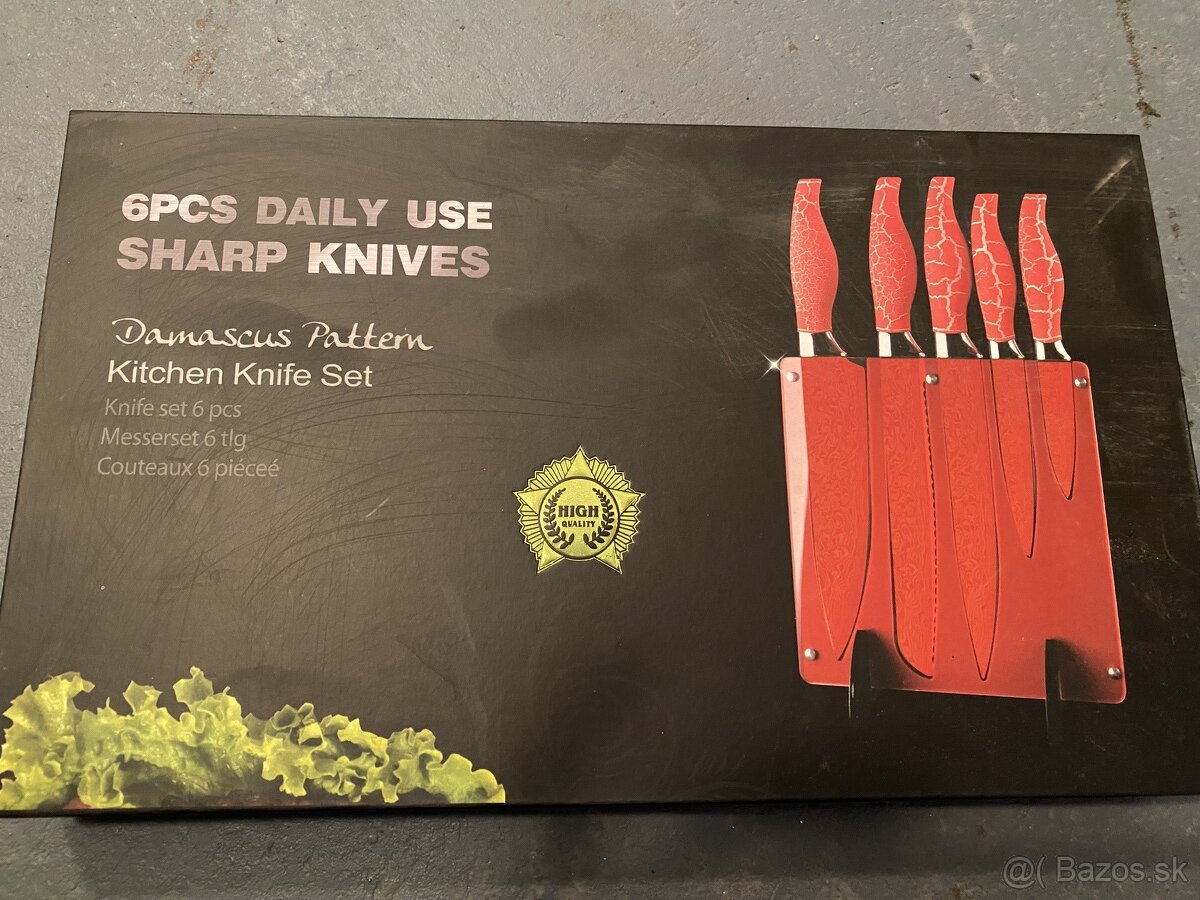 6PCS DAILY USE
SHARP KNIVES
Damascus Pattern
Kitchen Knife Set
Knife set 6 pcs
Messerset 6 tlg
Couteaux 6 piéceé
HIGH
QUALITY
@( Bazos.sk